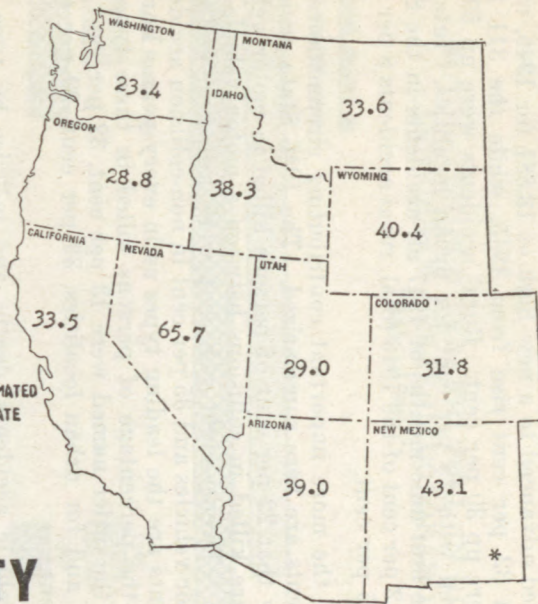 WASHINGTON
23.4
MONTANA
33.6
IDAHO
38.3
OREGON
28.8
WYOMING
40.4
CALIFORNIA
33.5
NEVADA
65.7
UTAH
29.0
COLORADO
31.8
MATED
ATE
ARIZONA
39.0
NEW MEXICO
43.1
*
TY